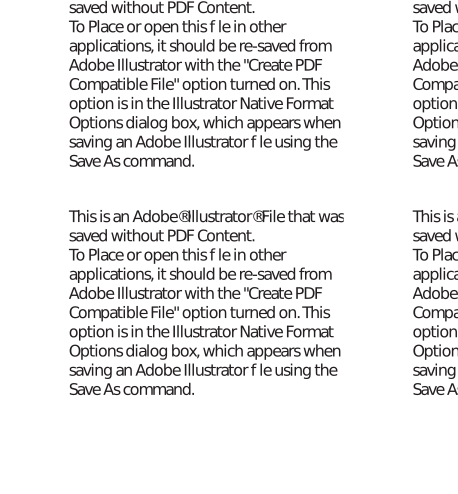 saved without PDF Content.
To Place or open this f le in other
applications, it should be re-saved from
Adobe Illustrator with the "Create PDF
Compatible File" option turned on. This
option is in the Illustrator Native Format
Options dialog box, which appears when
saving an Adobe Illustrator f le using the
Save As command.
This is an Adobe®Illustrator®File that was
saved without PDF Content.
To Place or open this f le in other
applications, it should be re-saved from
Adobe Illustrator with the "Create PDF
Compatible File" option turned on. This
option is in the Illustrator Native Format
Options dialog box, which appears when
saving an Adobe Illustrator f le using the
Save As command.
saved
To Plac
applica
Adobe
Compa
option
Option
saving
Save A
This is
saved
To Plac
applica
Adobe
Compa
option
Option
saving
Save A